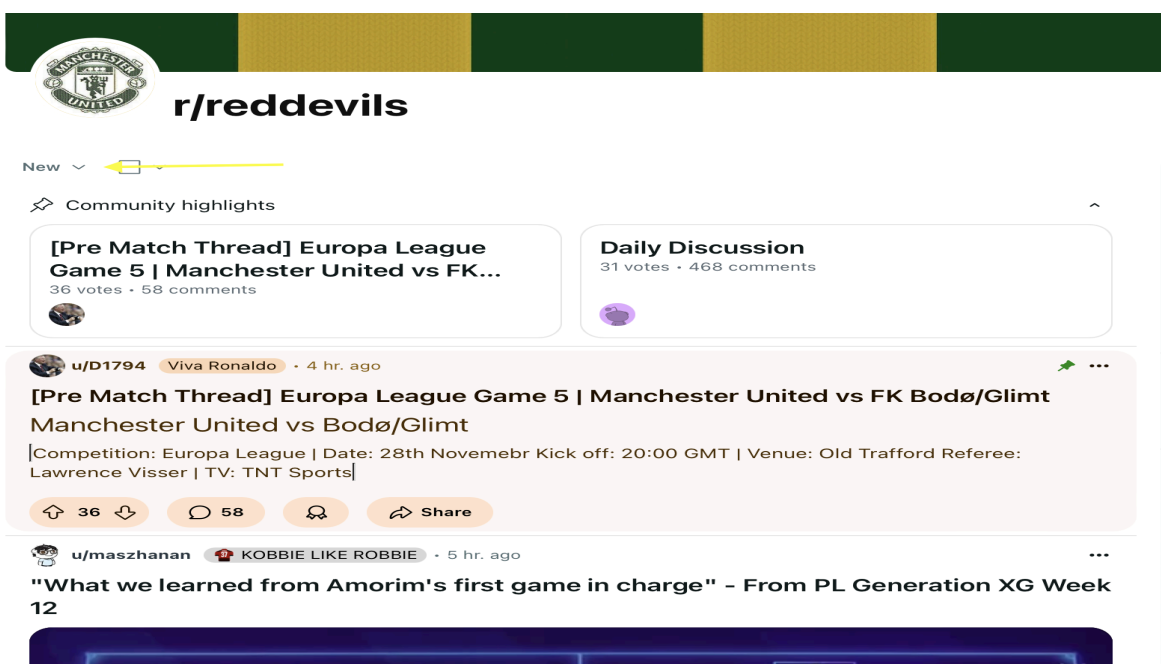 MANCHESTER
UNITED
r/reddevils
New
Community highlights
[Pre Match Thread] Europa League
Game 5 | Manchester United vs FK...
36 votes • 58 comments
Daily Discussion
31 votes • 468 comments
u/D1794 Viva Ronaldo • 4 hr. ago
[Pre Match Thread] Europa League Game 5 | Manchester United vs FK Bodø/Glimt
Manchester United vs Bodø/Glimt
|Competition: Europa League | Date: 28th Novemebr Kick off: 20:00 GMT | Venue: Old Trafford Referee:
Lawrence Visser | TV: TNT Sports|
36 58 Share
u/maszhanan 37 KOBBIE LIKE ROBBIE • 5 hr. ago
"What we learned from Amorim's first game in charge" - From PL Generation XG Week
12